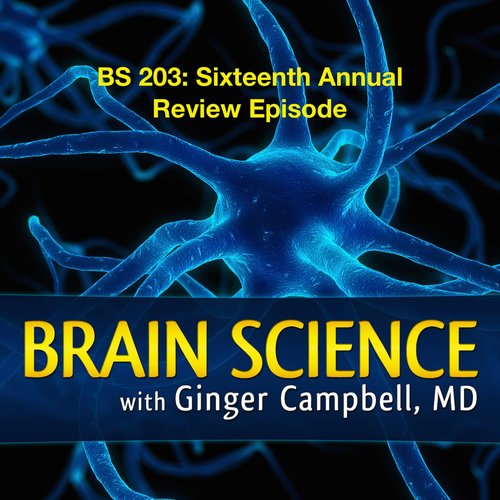 BS 203: Sixteenth Annual
Review Episode
BRAIN SCIENCE
with Ginger Campbell, MD